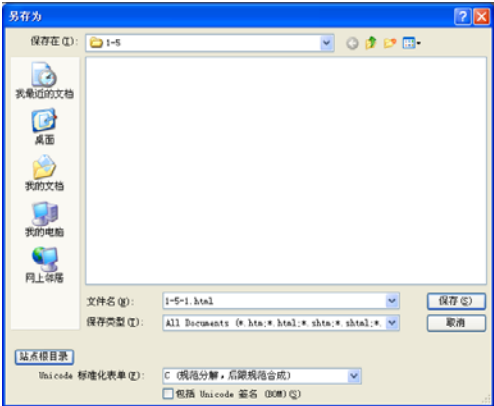 另存为
保存在(I): 1-5
我最近的文档
桌面
我的文档
我的电脑
网上邻居
文件名(N): 1-5-1.html
保存(S)
保存类型(T): All Documents (*.htm;*.html;*.shtm;*.shtml;*.
取消
站点根目录
Unicode 标准化表单(F): C (规范分解,后跟规范合成)
包括 Unicode 签名 (BOM)(S)